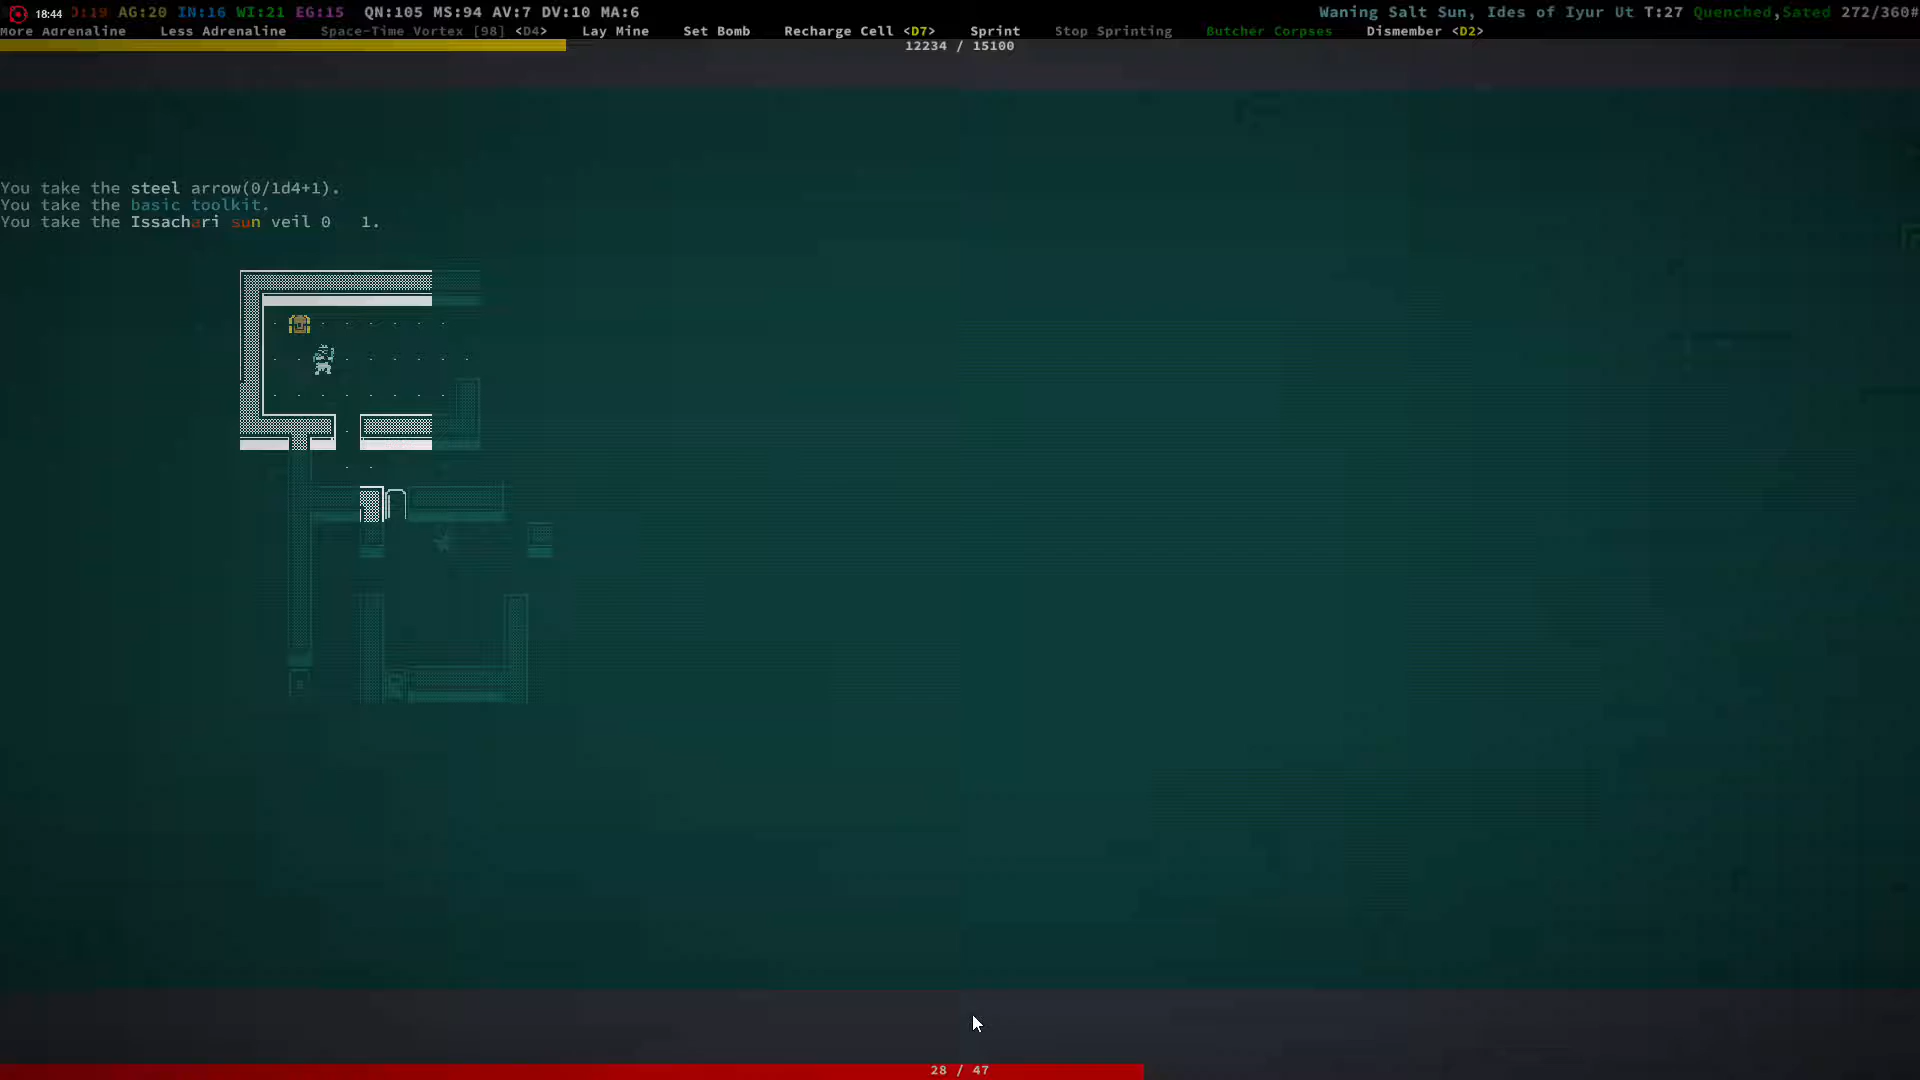 18:44 :19 AG:20 IN:16 WI:21 EG:15 QN:105 MS:94 AV:7 DV:10 MA:6 Waning Salt Sun, Ides of Iyur Ut T:27 Quenched,Sated 272/360#
More Adrenaline Less Adrenaline Space-Time Vortex [98] <D4> Lay Mine Set Bomb Recharge Cell <D7> Sprint Stop Sprinting Butcher Corpses Dismember <D2>
12234 / 15100
You take the steel arrow(0/1d4+1).
You take the basic toolkit.
You take the Issachari sun veil 0 1.
28 / 47